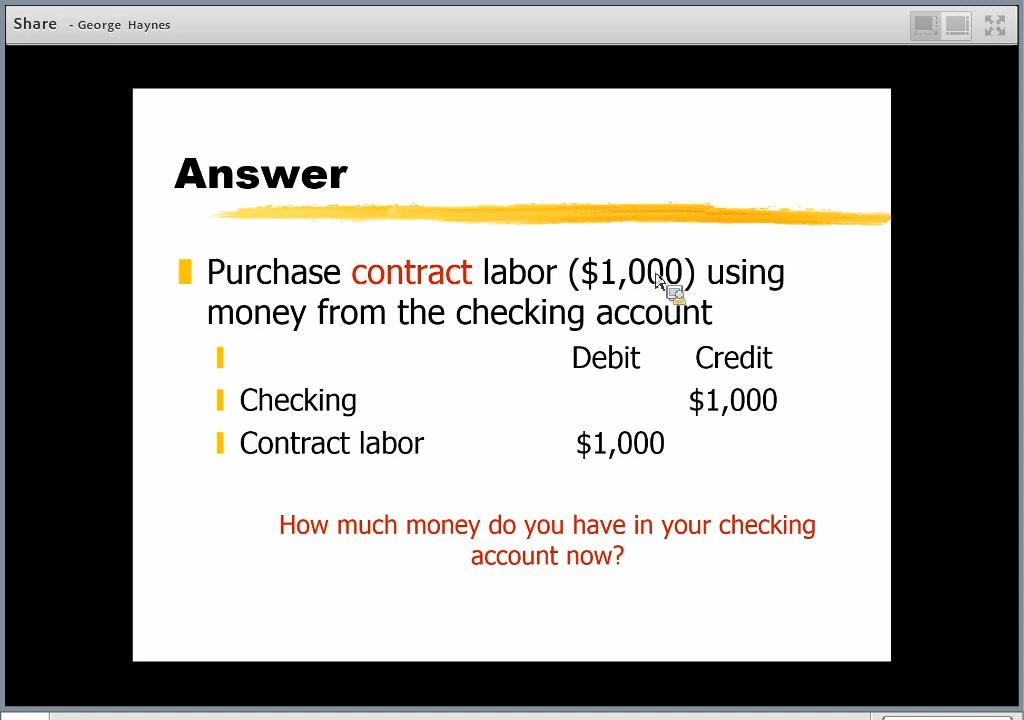 Share - George Haynes
Answer
Purchase contract labor ($1,000) using
money from the checking account
Debit Credit
Checking $1,000
Contract labor $1,000
How much money do you have in your checking
account now?